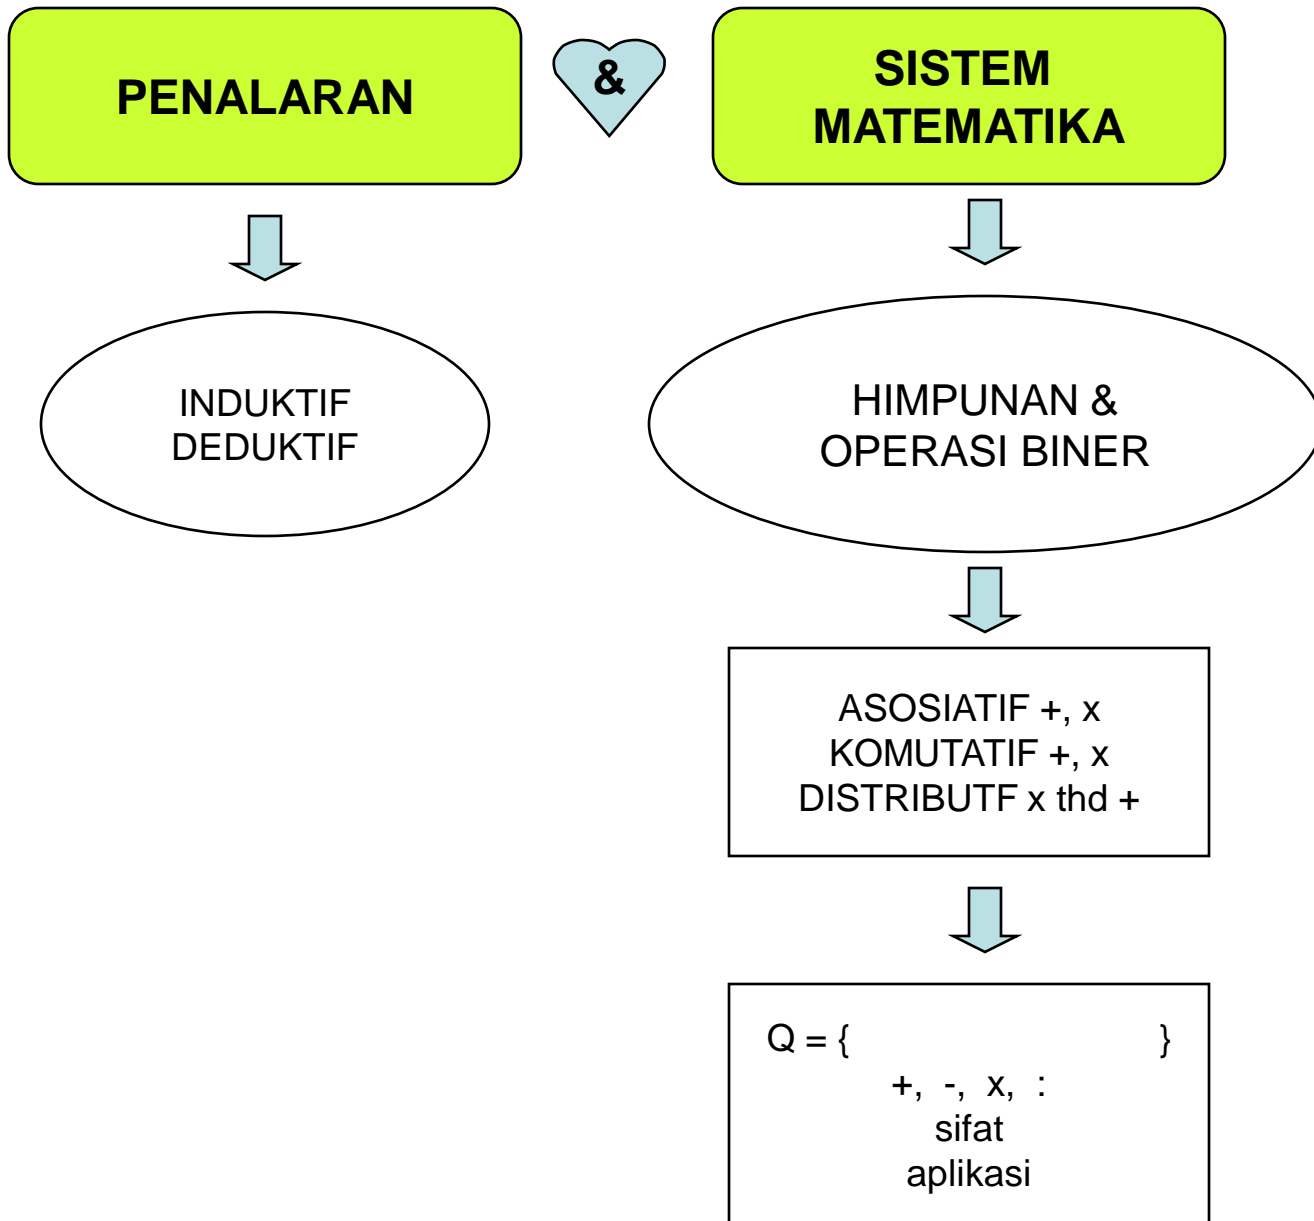 PENALARAN
&
SISTEM
MATEMATIKA
INDUKTIF
DEDUKTIF
HIMPUNAN &
OPERASI BINER
ASOSIATIF +, x
KOMUTATIF +, x
DISTRIBUTF x thd +
Q = { }
+, -, x, :
sifat
aplikasi